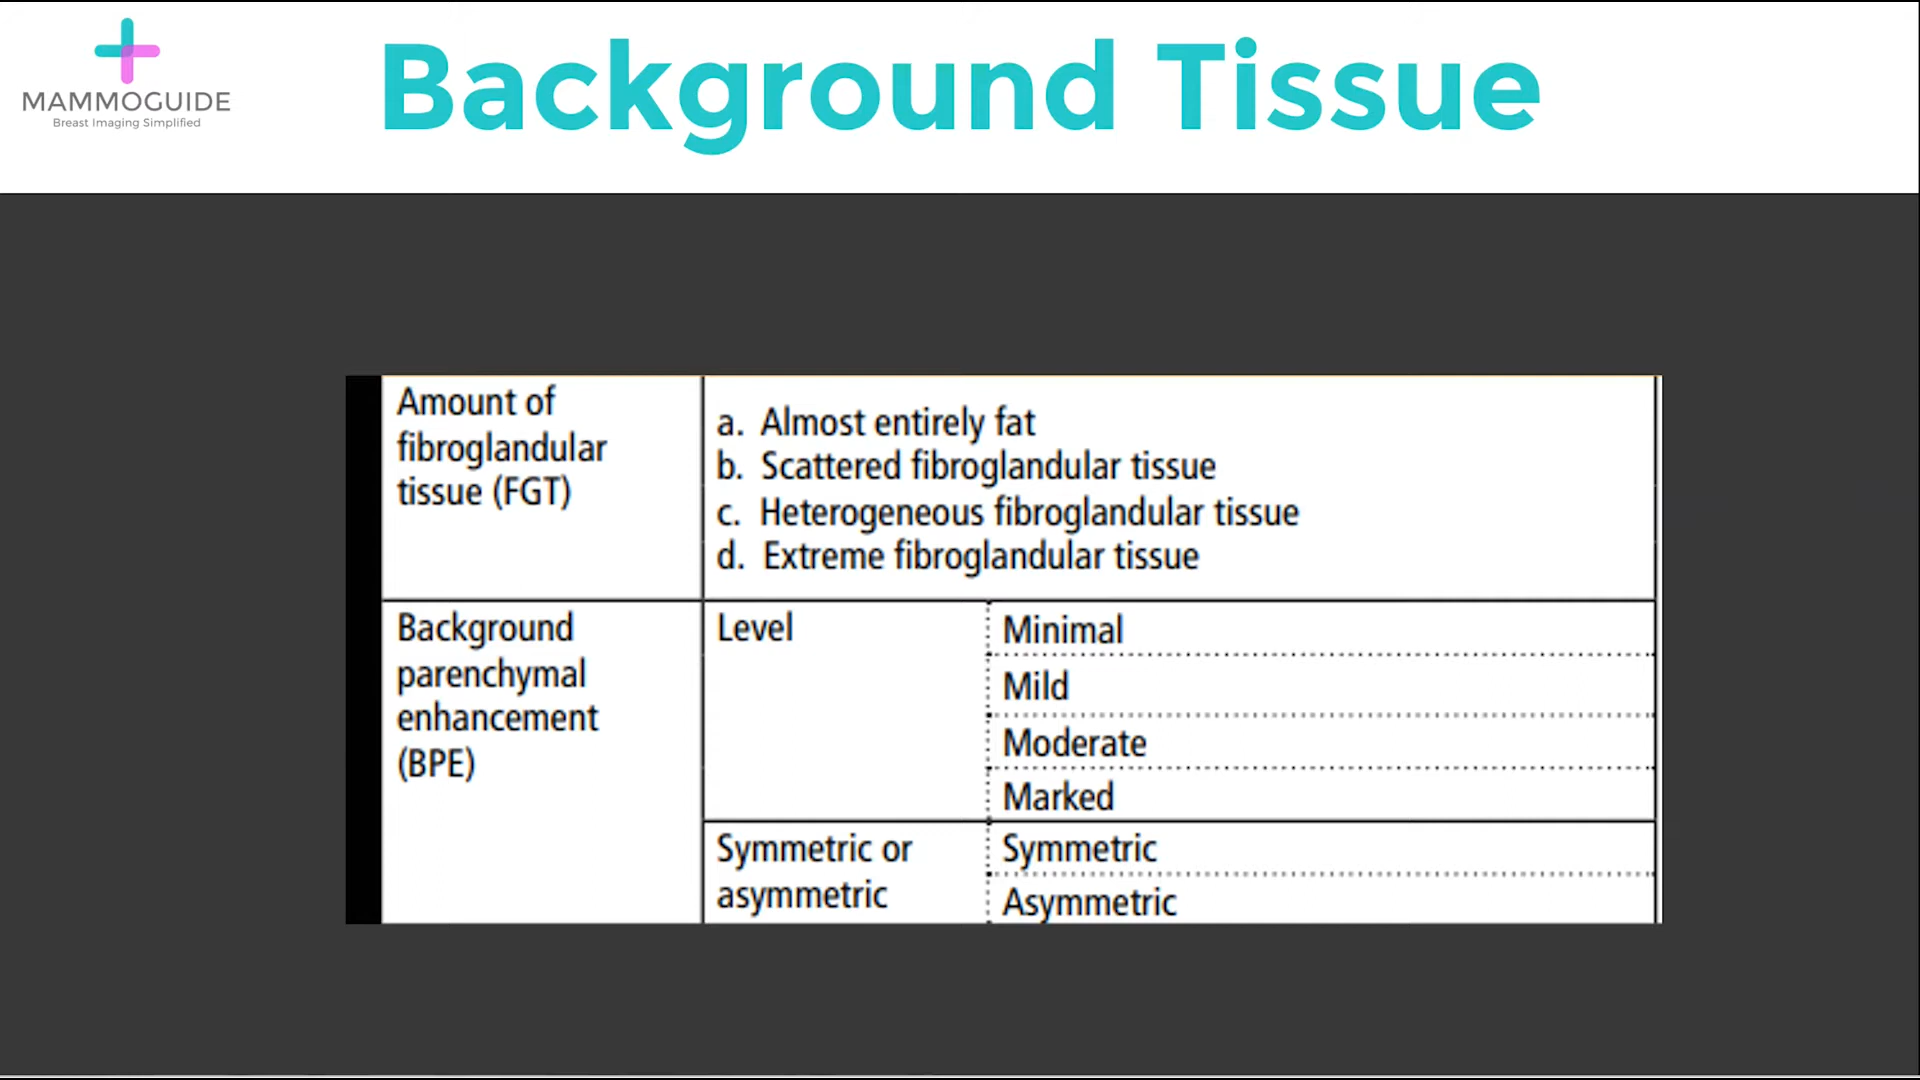 MAMMOGUIDE
Breast Imaging Simplified
Background Tissue
Amount of
fibroglandular
tissue (FGT)
a. Almost entirely fat
b. Scattered fibroglandular tissue
c. Heterogeneous fibroglandular tissue
d. Extreme fibroglandular tissue
Background
parenchymal
enhancement
(BPE)
Level
Minimal
Mild
Moderate
Marked
Symmetric or
asymmetric
Symmetric
Asymmetric